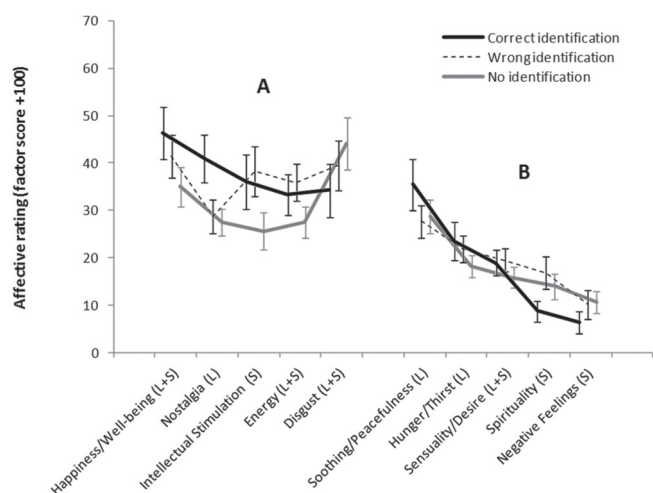 Affective rating (factor score +100)
70
60
50
40
30
20
10
0
Correct identification
Wrong identification
No identification
A
B
Happiness/Well-being (L+S)
Nostalgia (L)
Intellectual Stimulation (S)
Energy (L+S)
Disgust (L+S)
Soothing/Peacefulness (L)
Hunger/Thirst (L)
Sensuality/Desire (L+S)
Spirituality (S)
Negative Feelings (S)